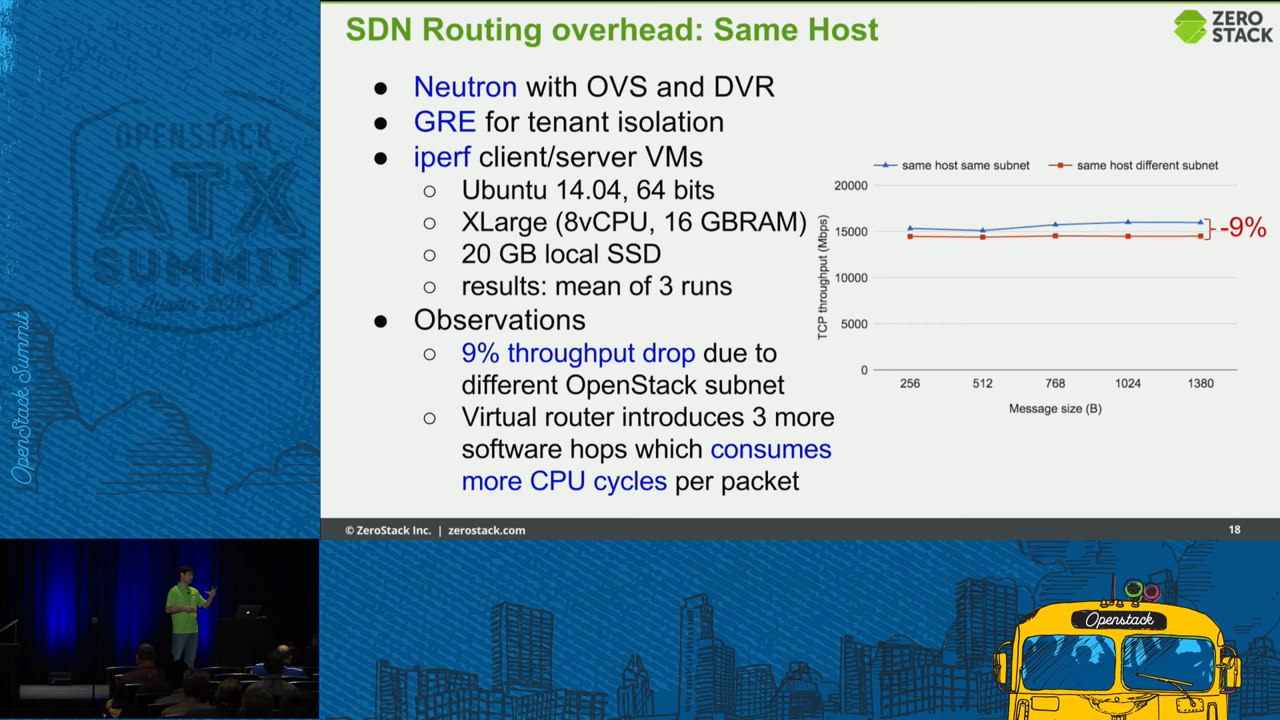 SDN Routing overhead: Same Host
ZERO
STACK
● Neutron with OVS and DVR
● GRE for tenant isolation
● iperf client/server VMs
○ Ubuntu 14.04, 64 bits
○ XLarge (8vCPU, 16 GBRAM)
○ 20 GB local SSD
○ results: mean of 3 runs
● Observations
○ 9% throughput drop due to
different OpenStack subnet
○ Virtual router introduces 3 more
software hops which consumes
more CPU cycles per packet
same host same subnet
same host different subnet
TCP throughput (Mbps)
20000
15000
10000
5000
0
-9%
256
512
768
1024
1380
Message size (B)
© ZeroStack Inc. | zerostack.com
18
OPENSTACK
ATX
SUMMIT
Austin 2016
OpenStack Summit
Openstack